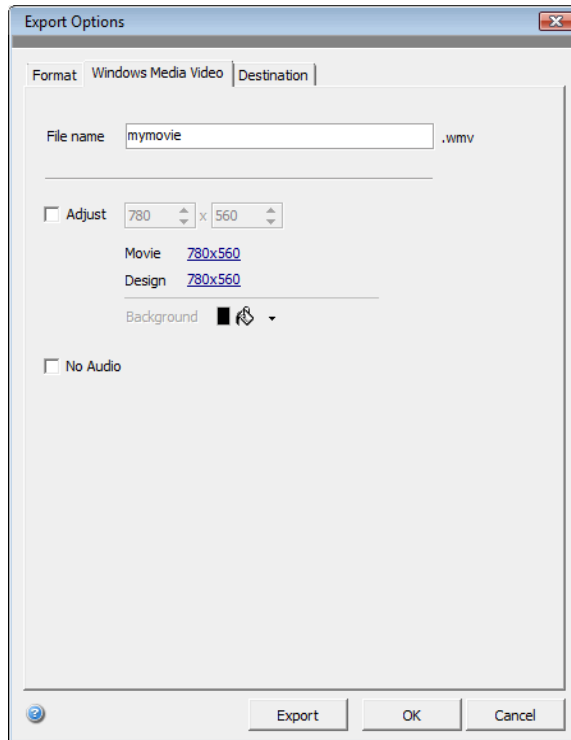 Export Options
Format Windows Media Video Destination
File name mymovie .wmv
Adjust 780 x 560
Movie 780x560
Design 780x560
Background
No Audio
Export OK Cancel